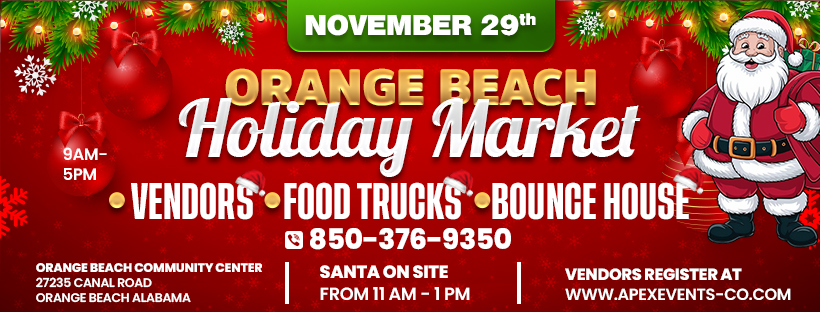 NOVEMBER 29th
ORANGE BEACH
Holiday Market
9AM-
5PM
• VENDORS • FOOD TRUCKS • BOUNCE HOUSE
850-376-9350
ORANGE BEACH COMMUNITY CENTER
27235 CANAL ROAD
ORANGE BEACH ALABAMA
SANTA ON SITE
FROM 11 AM - 1 PM
VENDORS REGISTER AT
WWW.APEXEVENTS-CO.COM